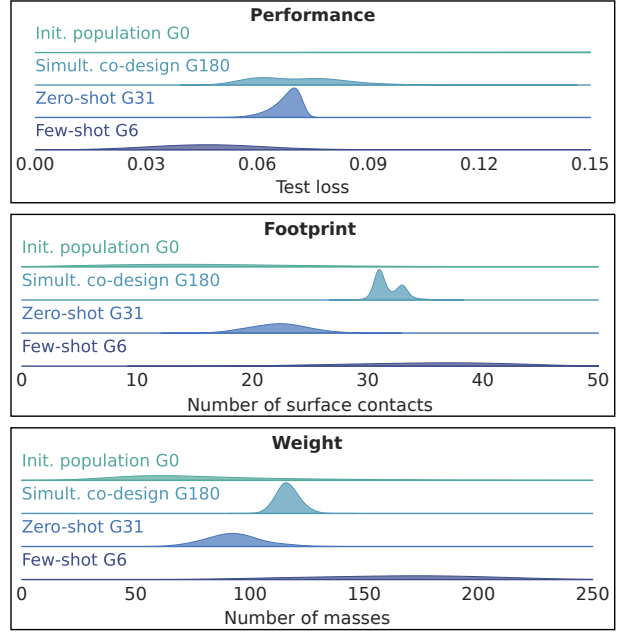 Performance
Init. population G0
Simult. co-design G180
Zero-shot G31
Few-shot G6
0.00 0.03 0.06 0.09 0.12 0.15
Test loss
Footprint
Init. population G0
Simult. co-design G180
Zero-shot G31
Few-shot G6
0 10 20 30 40 50
Number of surface contacts
Weight
Init. population G0
Simult. co-design G180
Zero-shot G31
Few-shot G6
0 50 100 150 200 250
Number of masses